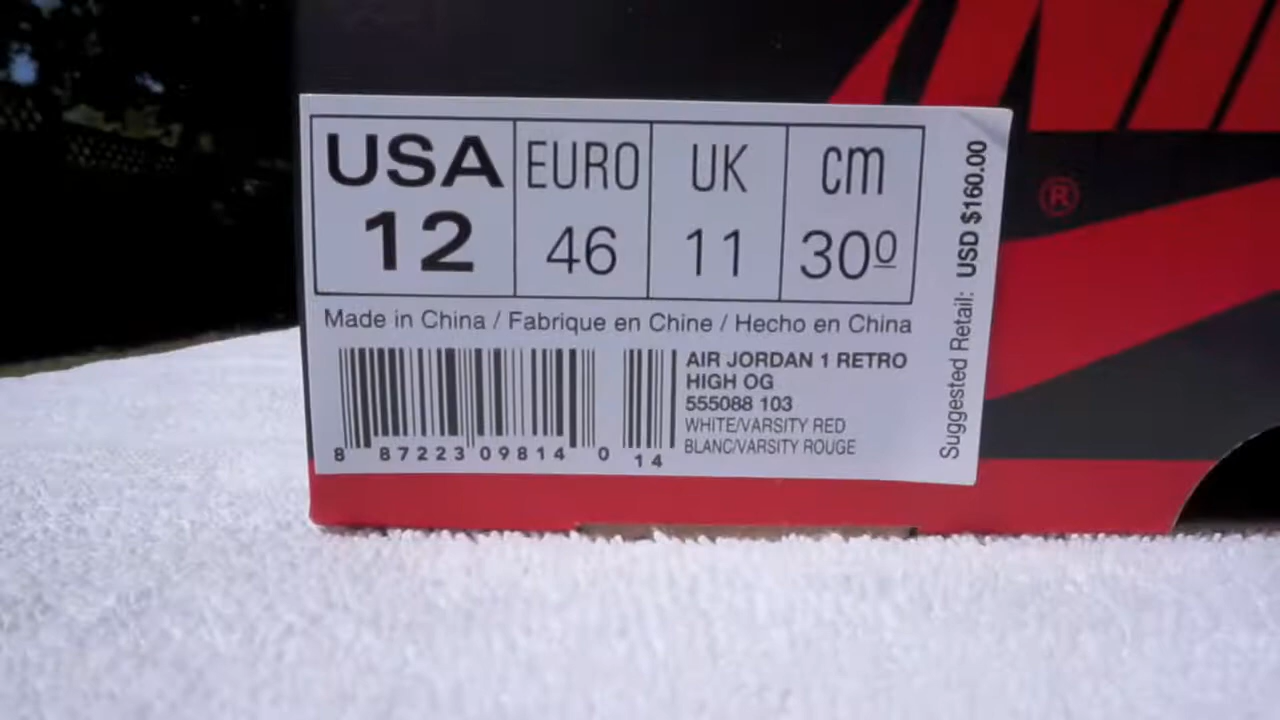 USA EURO UK cm
12 46 11 30º
Made in China / Fabrique en Chine / Hecho en China
AIR JORDAN 1 RETRO
HIGH OG
555088 103
WHITE/VARSITY RED
BLANC/VARSITY ROUGE
8 87223 09814 0 14
Suggested Retail: USD $160.00
®